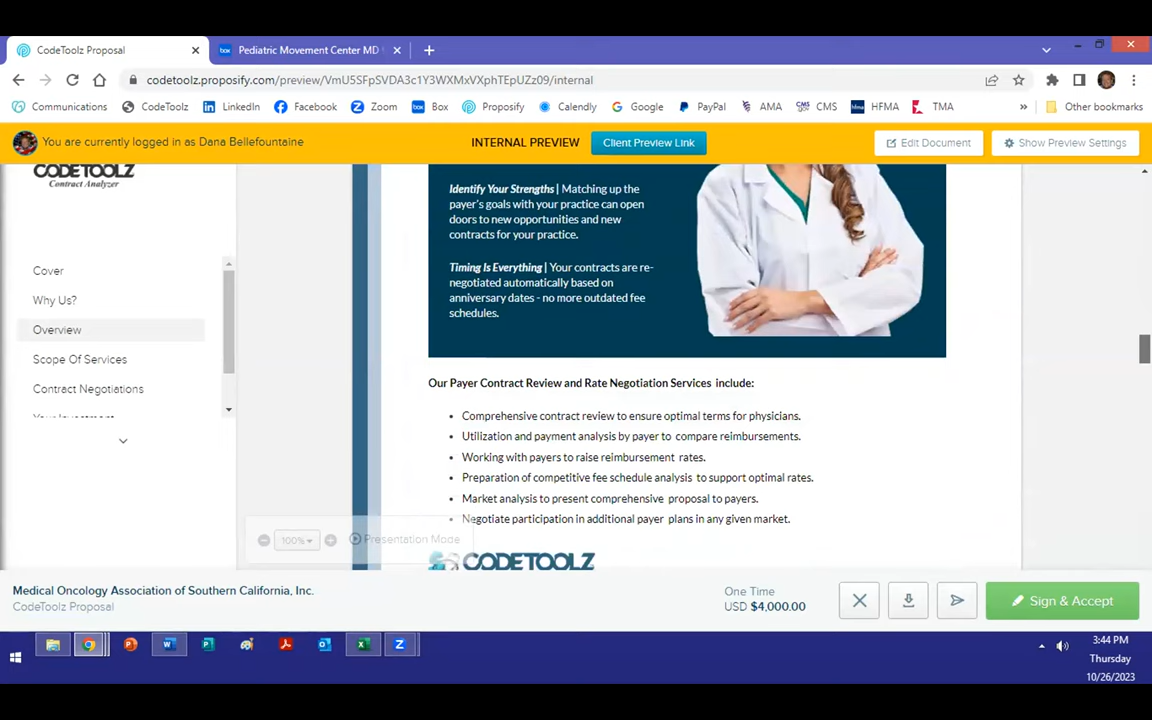 CodeToolz Proposal
box Pediatric Movement Center MD
codetoolz.proposify.com/preview/VmU5SFpSVDA3c1Y3WXMxVXphTEpUZz09/internal
Communications CodeToolz LinkedIn Facebook Zoom box Box Proposify Calendly Google PayPal AMA CMS CMS hfma HFMA TMA » Other bookmarks
You are currently logged in as Dana Bellefountaine INTERNAL PREVIEW Client Preview Link Edit Document Show Preview Settings
CODETOOLZ
Contract Analyzer
Cover
Why Us?
Overview
Scope Of Services
Contract Negotiations
Your Investment
Identify Your Strengths | Matching up the
payer's goals with your practice can open
doors to new opportunities and new
contracts for your practice.
Timing Is Everything | Your contracts are re-
negotiated automatically based on
anniversary dates - no more outdated fee
schedules.
Our Payer Contract Review and Rate Negotiation Services include:
• Comprehensive contract review to ensure optimal terms for physicians.
• Utilization and payment analysis by payer to compare reimbursements.
• Working with payers to raise reimbursement rates.
• Preparation of competitive fee schedule analysis to support optimal rates.
• Market analysis to present comprehensive proposal to payers.
• Negotiate participation in additional payer plans in any given market.
100% Presentation Mode
CODETOOLZ
Medical Oncology Association of Southern California, Inc.
CodeToolz Proposal
One Time
USD $4,000.00
Sign & Accept
3:44 PM
Thursday
10/26/2023